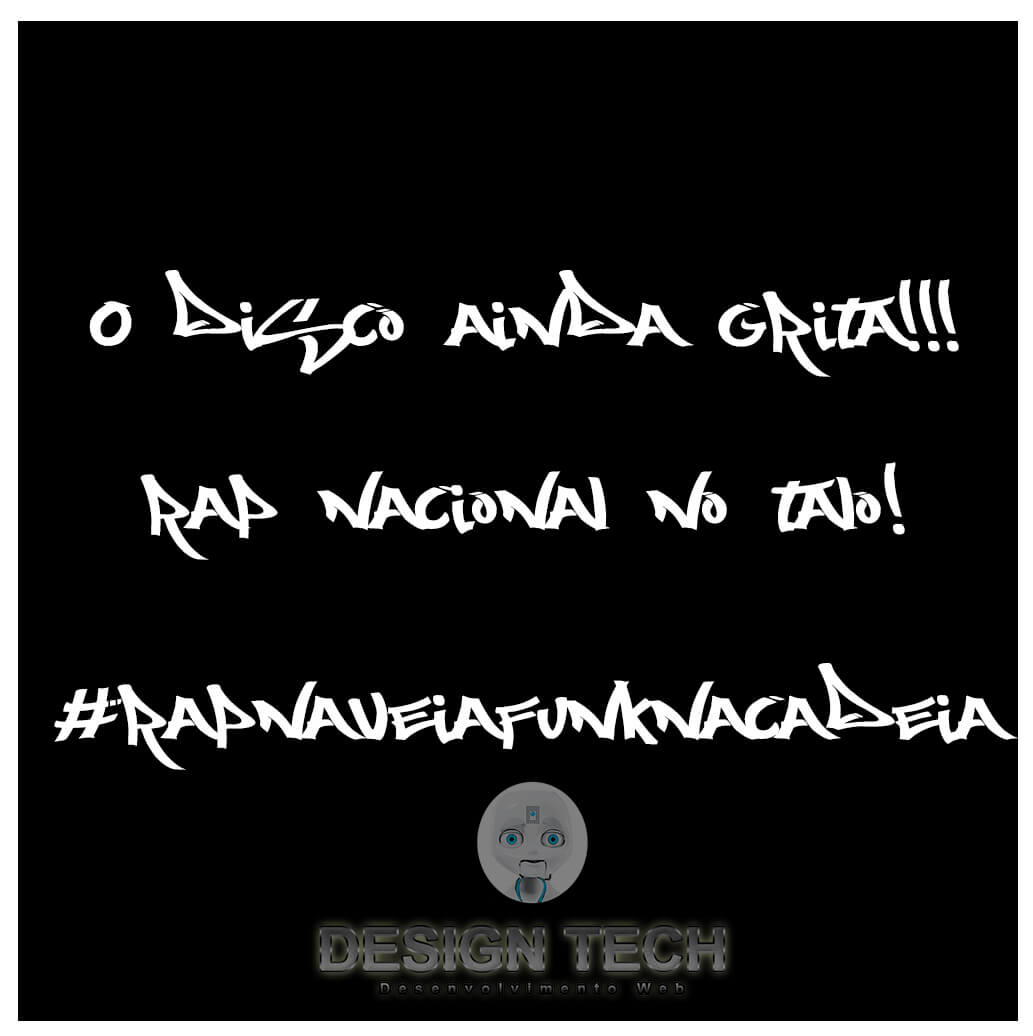 O DiSCO AiNDA GRiTA!!!
RAP NACiONAl NO TAlO!
#RAPNAVEiAFUNKNACADEiA
DESIGN TECH
Desenvolvimento Web